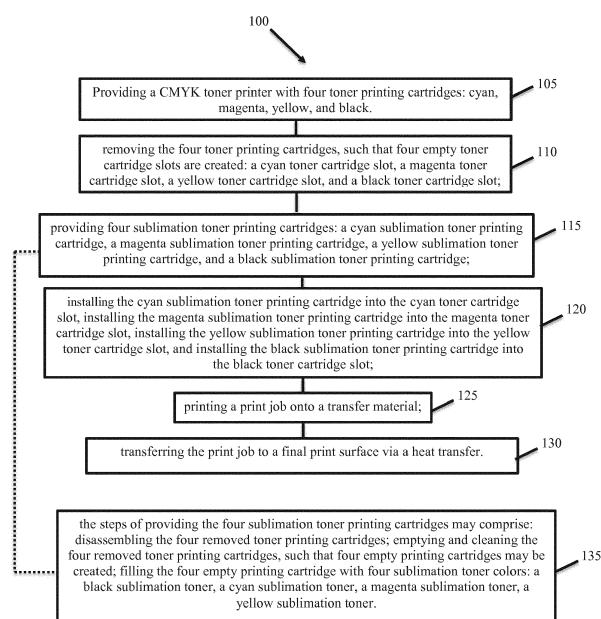 100
Providing a CMYK toner printer with four toner printing cartridges: cyan,
magenta, yellow, and black.
105
removing the four toner printing cartridges, such that four empty toner
cartridge slots are created: a cyan toner cartridge slot, a magenta toner
cartridge slot, a yellow toner cartridge slot, and a black toner cartridge slot;
110
providing four sublimation toner printing cartridges: a cyan sublimation toner printing
cartridge, a magenta sublimation toner printing cartridge, a yellow sublimation toner
printing cartridge, and a black sublimation toner printing cartridge;
115
installing the cyan sublimation toner printing cartridge into the cyan toner cartridge
slot, installing the magenta sublimation toner printing cartridge into the magenta toner
cartridge slot, installing the yellow sublimation toner printing cartridge into the yellow
toner cartridge slot, and installing the black sublimation toner printing cartridge into
the black toner cartridge slot;
120
printing a print job onto a transfer material;
125
transferring the print job to a final print surface via a heat transfer.
130
the steps of providing the four sublimation toner printing cartridges may comprise:
disassembling the four removed toner printing cartridges; emptying and cleaning the
the four removed toner printing cartridges, such that four empty printing cartridges may be
created; filling the four empty printing cartridge with four sublimation toner colors: a
black sublimation toner, a cyan sublimation toner, a magenta sublimation toner, a
yellow sublimation toner.
135